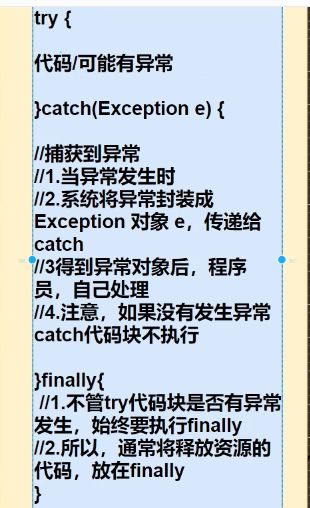 try {
代码/可能有异常
}catch(Exception e) {
//捕获到异常
//1.当异常发生时
//2.系统将异常封装成
Exception 对象 e，传递给
catch
//3得到异常对象后，程序
员，自己处理
//4.注意，如果没有发生异常
catch代码块不执行
}finally{
//1.不管try代码块是否有异常
发生，始终要执行finally
//2.所以，通常将释放资源的
代码，放在finally
}